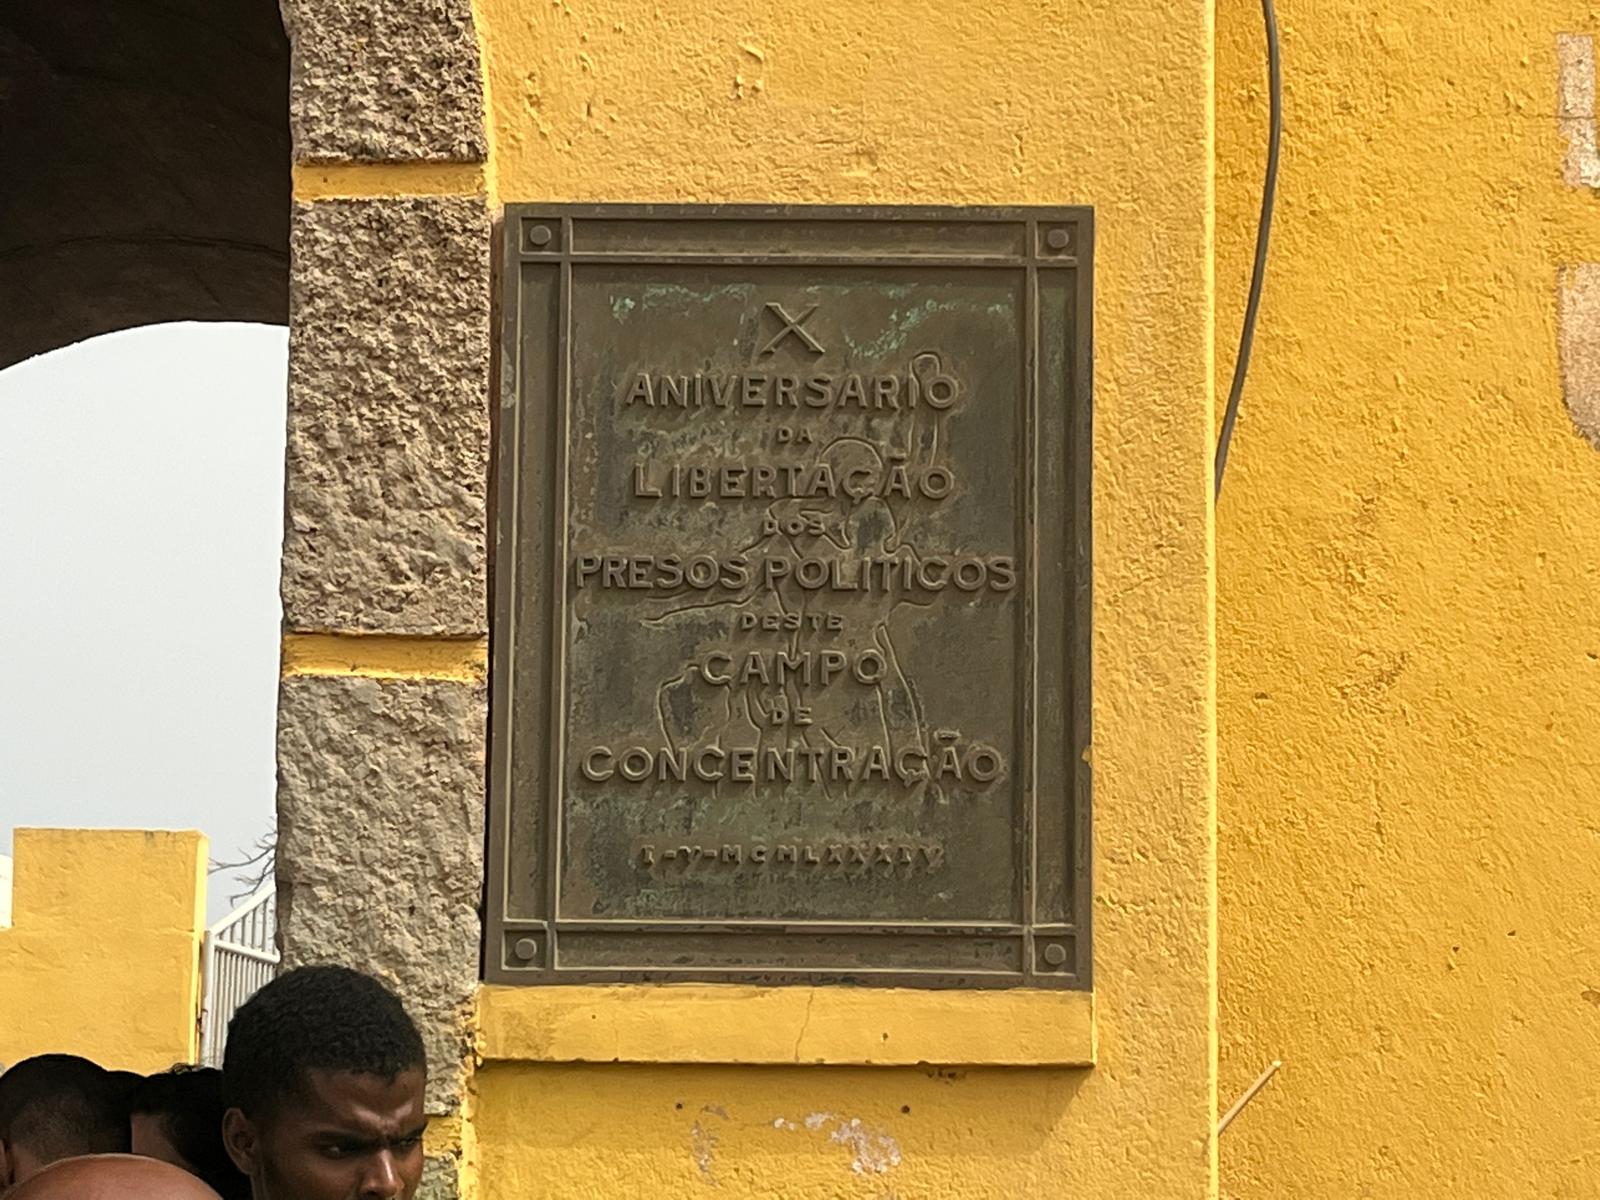 X
ANIVERSARIO
DA
LIBERTAÇÃO
DOS
PRESOS POLITICOS
DESTE
CAMPO
DE
CONCENTRAÇÃO
I-V-MCMLXXXIV